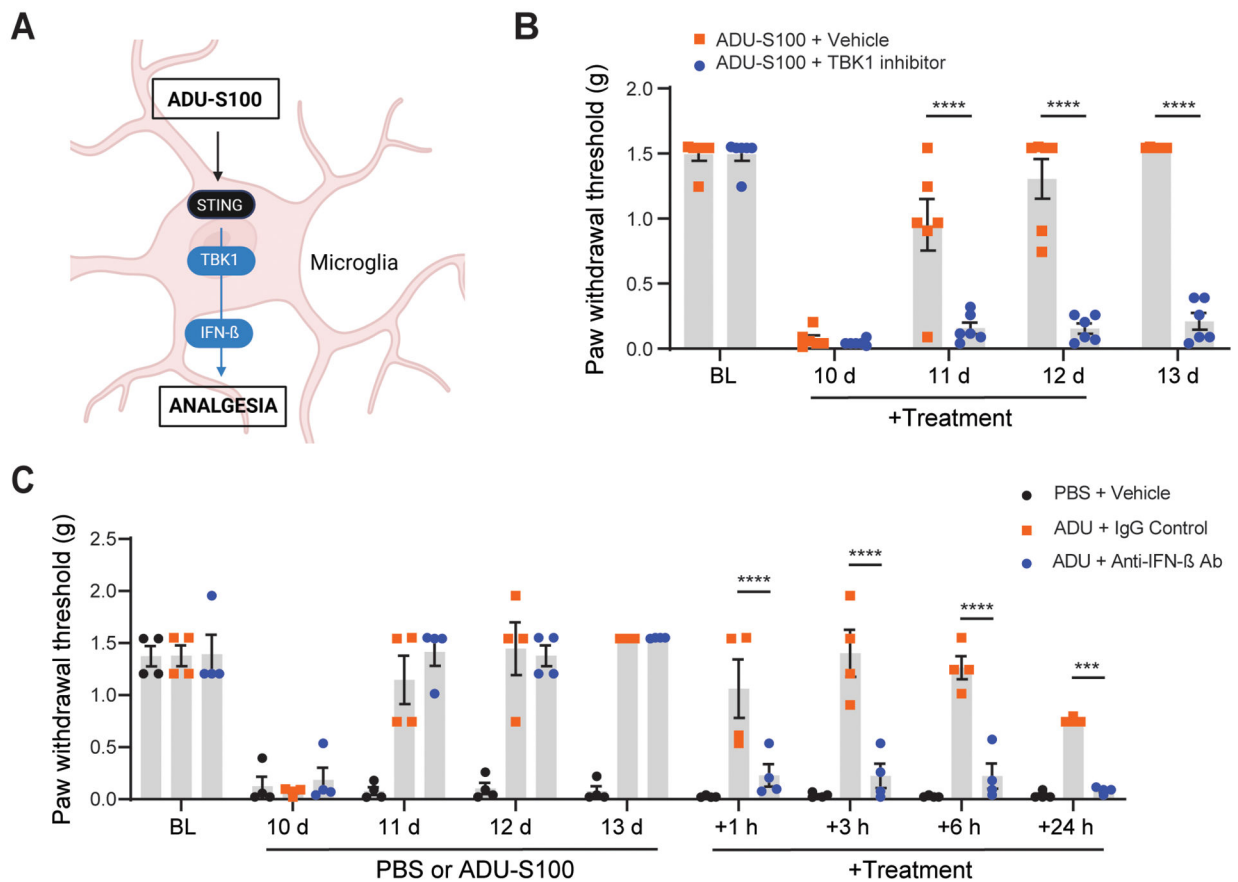 A
ADU-S100
STING
TBK1
IFN-ß
ANALGESIA
Microglia
B
ADU-S100 + Vehicle
ADU-S100 + TBK1 inhibitor
Paw withdrawal threshold (g)
2.0
1.5
1.0
0.5
0.0
****
****
****
BL
10 d
11 d
12 d
13 d
+Treatment
C
PBS + Vehicle
ADU + IgG Control
ADU + Anti-IFN-ß Ab
Paw withdrawal threshold (g)
2.5
2.0
1.5
1.0
0.5
0.0
****
****
****
***
BL
10 d
11 d
12 d
13 d
+1 h
+3 h
+6 h
+24 h
PBS or ADU-S100
+Treatment